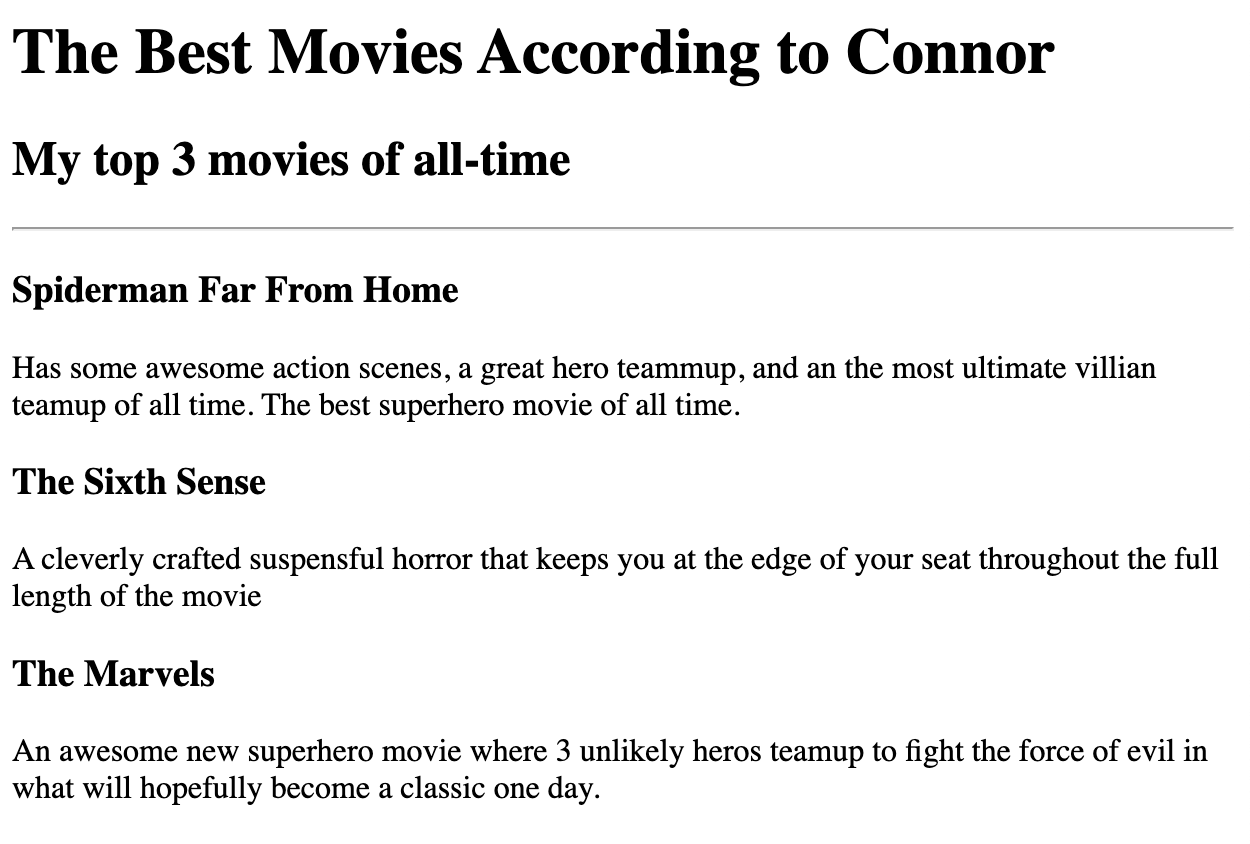 The Best Movies According to Connor
My top 3 movies of all-time
Spiderman Far From Home
Has some awesome action scenes, a great hero teammup, and an the most ultimate villian
teamup of all time. The best superhero movie of all time.
The Sixth Sense
A cleverly crafted suspensful horror that keeps you at the edge of your seat throughout the full
length of the movie
The Marvels
An awesome new superhero movie where 3 unlikely heros teamup to fight the force of evil in
what will hopefully become a classic one day.